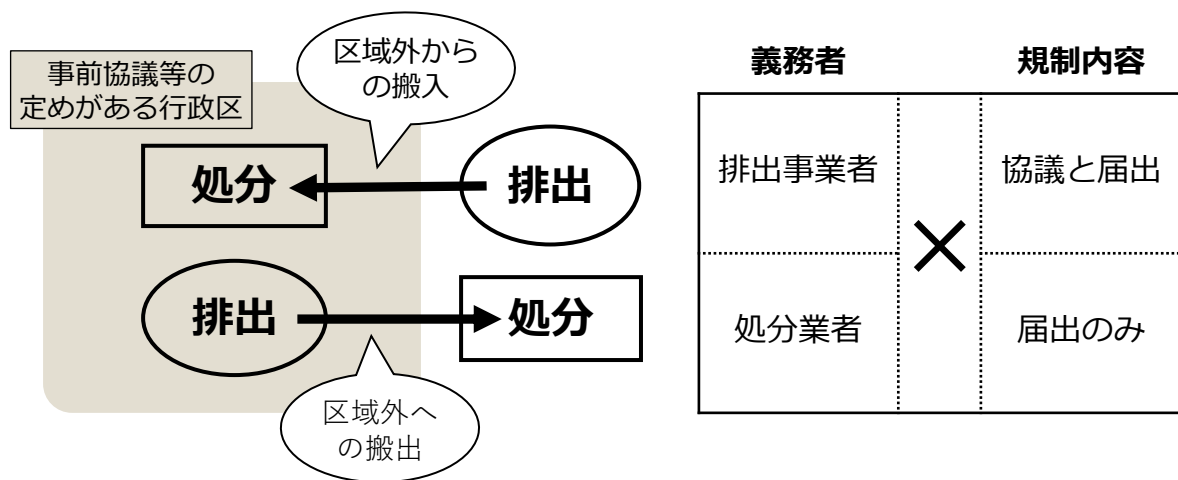 事前協議等の
定めがある行政区
区域外から
の搬入
処分
排出
排出
処分
区域外へ
の搬出
義務者
規制内容
排出事業者
協議と届出
×
処分業者
届出のみ